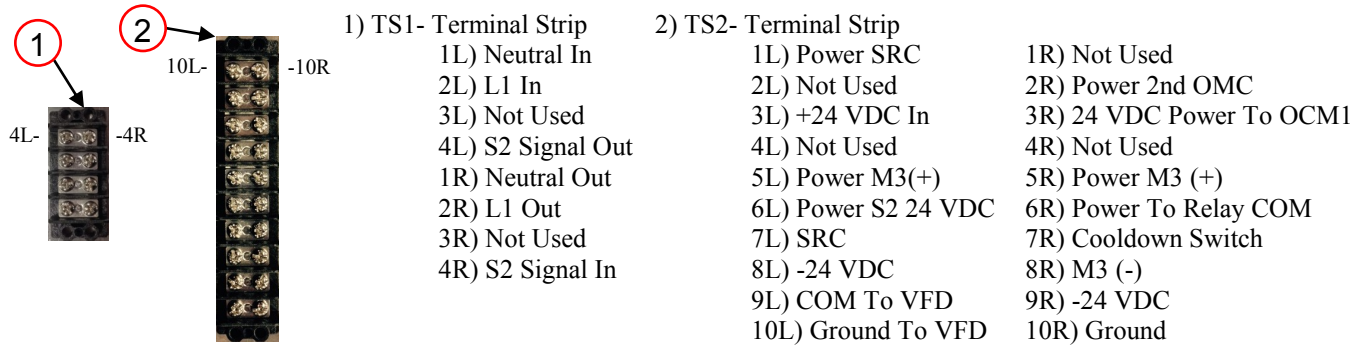 1
2
10L-
-10R
4L-
-4R
1) TS1- Terminal Strip
1L) Neutral In
2L) L1 In
3L) Not Used
4L) S2 Signal Out
1R) Neutral Out
2R) L1 Out
3R) Not Used
4R) S2 Signal In
2) TS2- Terminal Strip
1L) Power SRC
2L) Not Used
3L) +24 VDC In
4L) Not Used
5L) Power M3(+)
6L) Power S2 24 VDC
7L) SRC
8L) -24 VDC
9L) COM To VFD
10L) Ground To VFD
1R) Not Used
2R) Power 2nd OMC
3R) 24 VDC Power To OCM1
4R) Not Used
5R) Power M3 (+)
6R) Power To Relay COM
7R) Cooldown Switch
8R) M3 (-)
9R) -24 VDC
10R) Ground